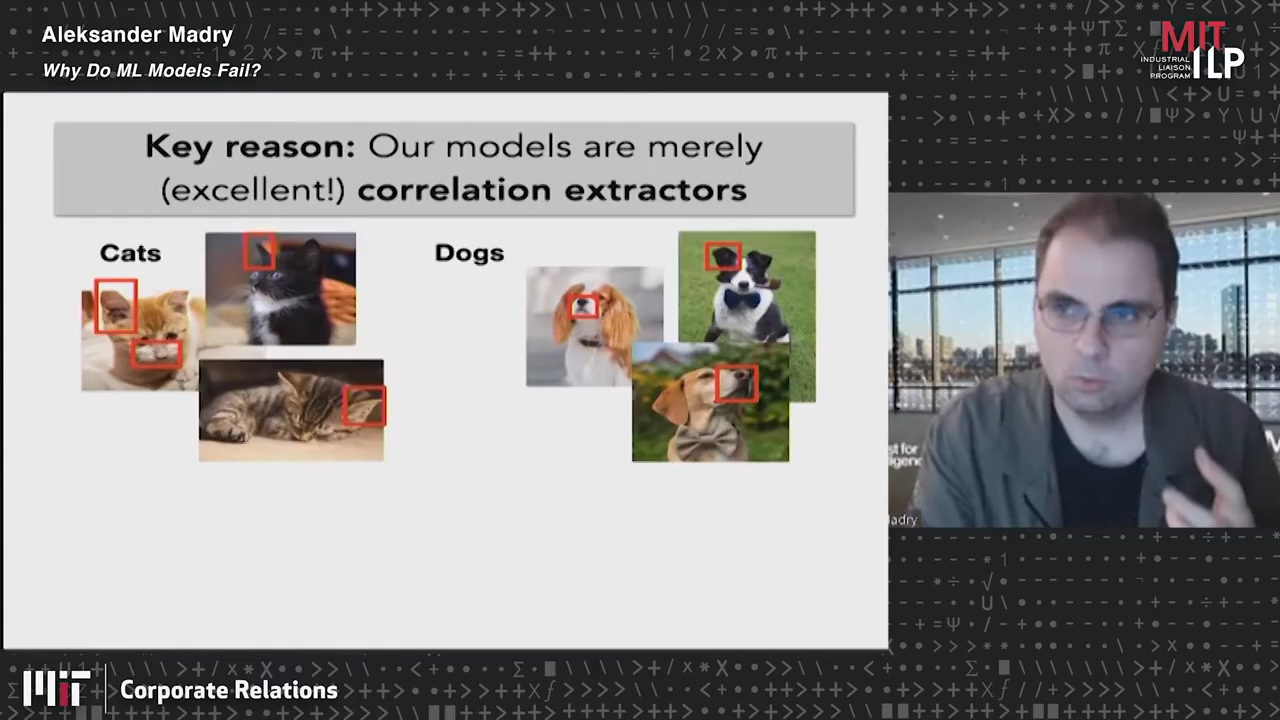 Aleksander Madry
Why Do ML Models Fail?
MIT
INDUSTRIAL
LIAISON
PROGRAM
ILP
Key reason: Our models are merely
(excellent!) correlation extractors
Cats
Dogs
MIT
Corporate Relations